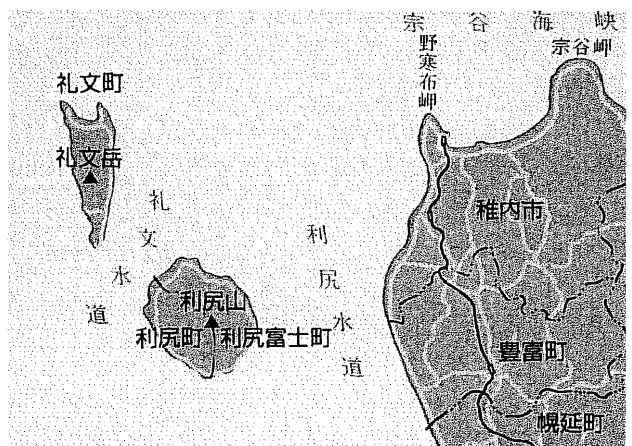 宗谷海峡
宗谷岬
野寒布岬
礼文町
礼文岳
礼文水道
利尻水道
稚内市
利尻山
利尻町
利尻富士町
豊富町
幌延町